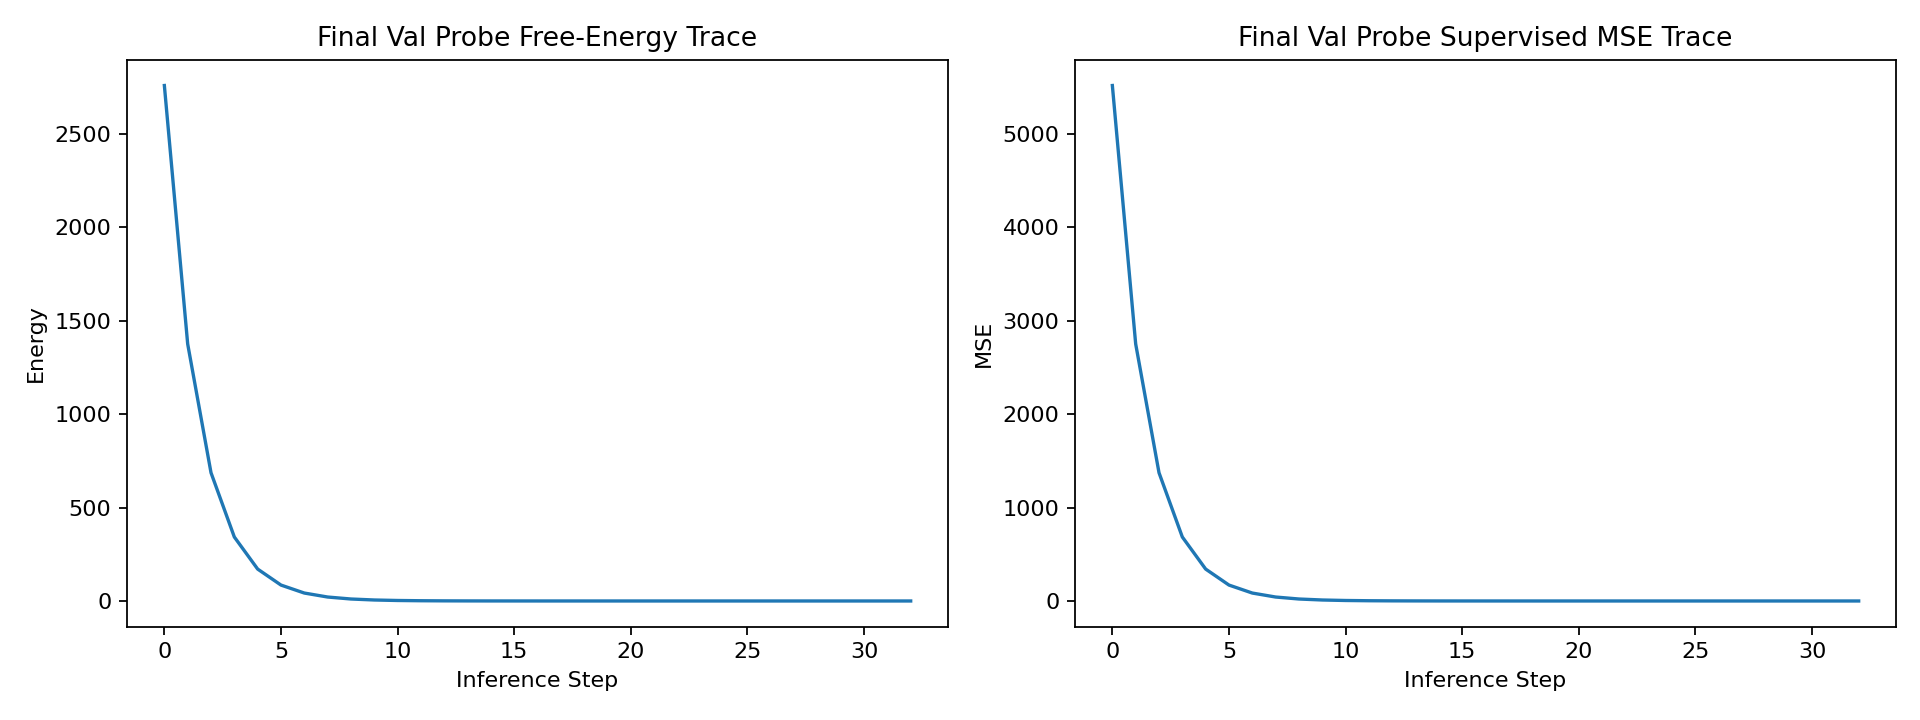 Final Val Probe Free-Energy Trace
Energy
2500
2000
1500
1000
500
0
0 5 10 15 20 25 30
Inference Step
Final Val Probe Supervised MSE Trace
MSE
5000
4000
3000
2000
1000
0
0 5 10 15 20 25 30
Inference Step